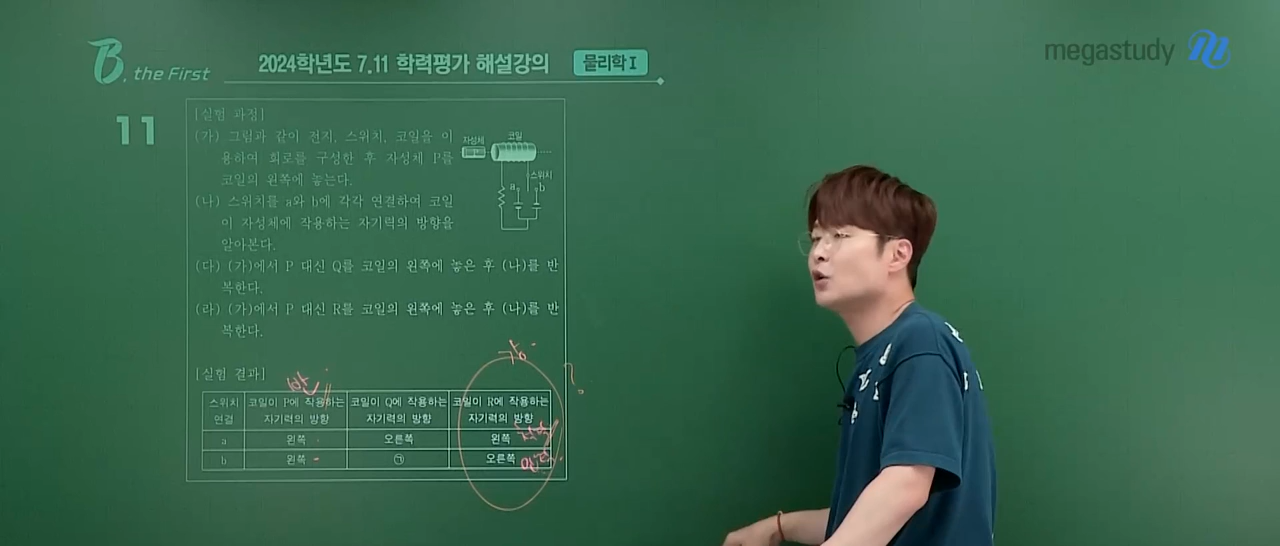 B, the First
2024학년도 7.11 학력평가 해설강의
물리학 I
megastudy
11
[실험 과정]
(가) 그림과 같이 전지, 스위치, 코일을 이
용하여 회로를 구성한 후 자성체 P를
코일의 왼쪽에 놓는다.
자성체
코일
스위치
a
b
(나) 스위치를 a와 b에 각각 연결하여 코일
이 자성체에 작용하는 자기력의 방향을
알아본다.
(다) (가)에서 P 대신 Q를 코일의 왼쪽에 놓은 후 (나)를 반
복한다.
(라) (가)에서 P 대신 R를 코일의 왼쪽에 놓은 후 (나)를 반
복한다.
강
?
[실험 결과]
반
스위치 연결
코일이 P에 작용하는 자기력의 방향
코일이 Q에 작용하는 자기력의 방향
코일이 R에 작용하는 자기력의 방향
a 왼쪽 오른쪽 왼쪽
척력
b 왼쪽 ㉠ 오른쪽
인력